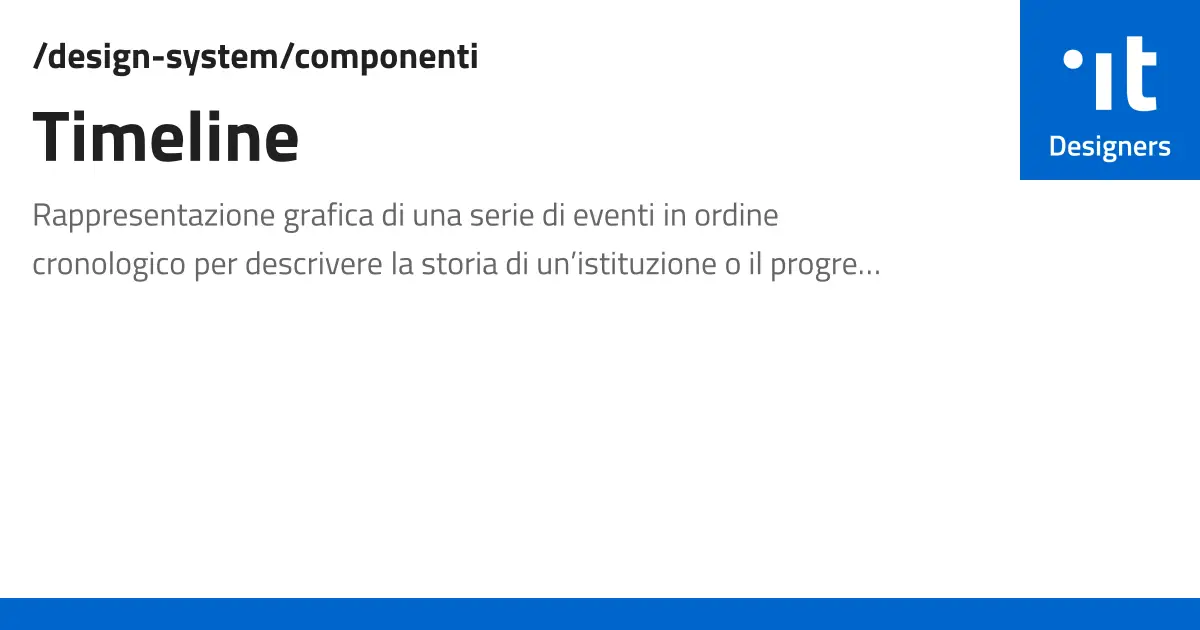 /design-system/componenti
Timeline
Rappresentazione grafica di una serie di eventi in ordine
cronologico per descrivere la storia di un’istituzione o il progre…
it
Designers